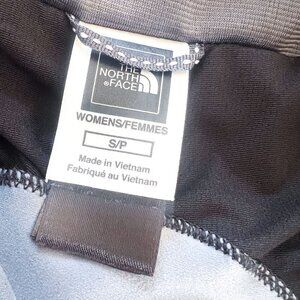 THE
NORTH
FACE
WOMENS/FEMMES
S/P
Made in Vietnam
Fabriqué au Vietnam